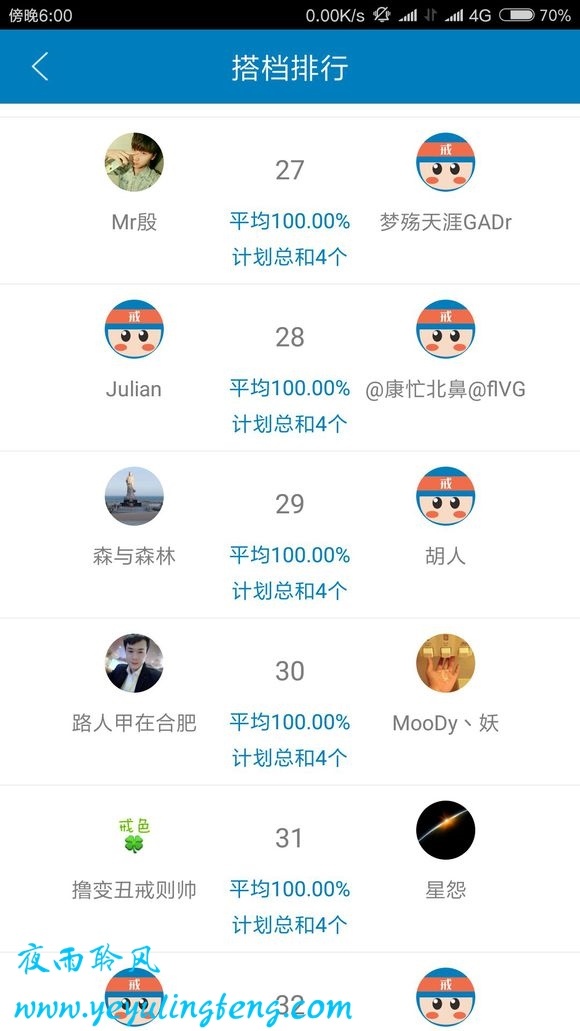 傍晚6:00 0.00K/s 4G 70%
搭档排行
27
Mr殷 平均100.00% 梦殇天涯GADr
计划总和4个
戒
28
戒 戒
Julian 平均100.00% @康忙北鼻@flVG
计划总和4个
29
戒
森与森林 平均100.00% 胡人
计划总和4个
30
路人甲在合肥 平均100.00% MooDy丶妖
计划总和4个
戒色
31
撸变丑戒则帅 平均100.00% 星怨
计划总和4个
夜雨聆风
戒 32 戒
www.yeyulingfeng.com